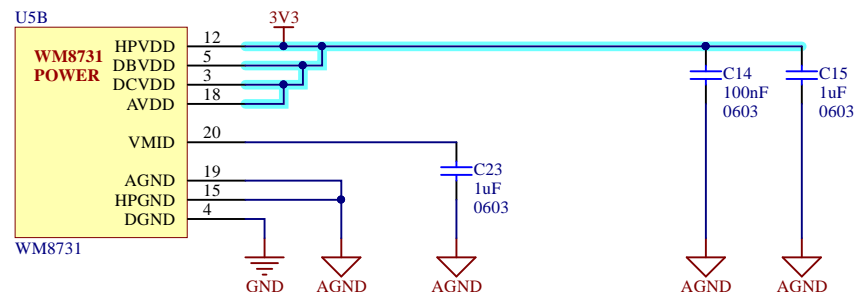 U5B
3V3
WM8731
POWER
HPVDD 12
DBVDD 5
DCVDD 3
AVDD 18
VMID 20
AGND 19
HPGND 15
DGND 4
WM8731
C14
100nF
0603
C15
1uF
0603
C23
1uF
0603
GND
AGND
AGND
AGND
AGND